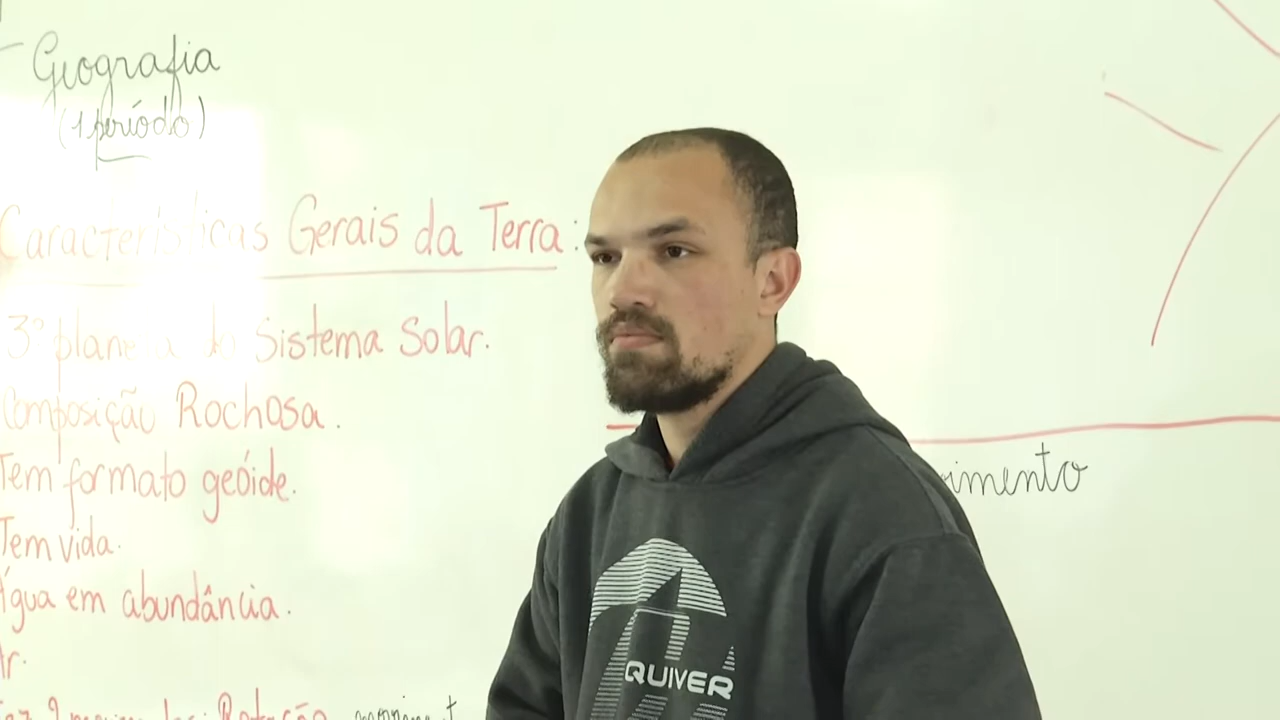 Geografia
(1 período)
Características Gerais da Terra:
3º planeta do Sistema Solar.
Composição Rochosa.
Tem formato geóide.
Tem vida.
Água em abundância.
Ar.
Rotação
imento
QUIVER